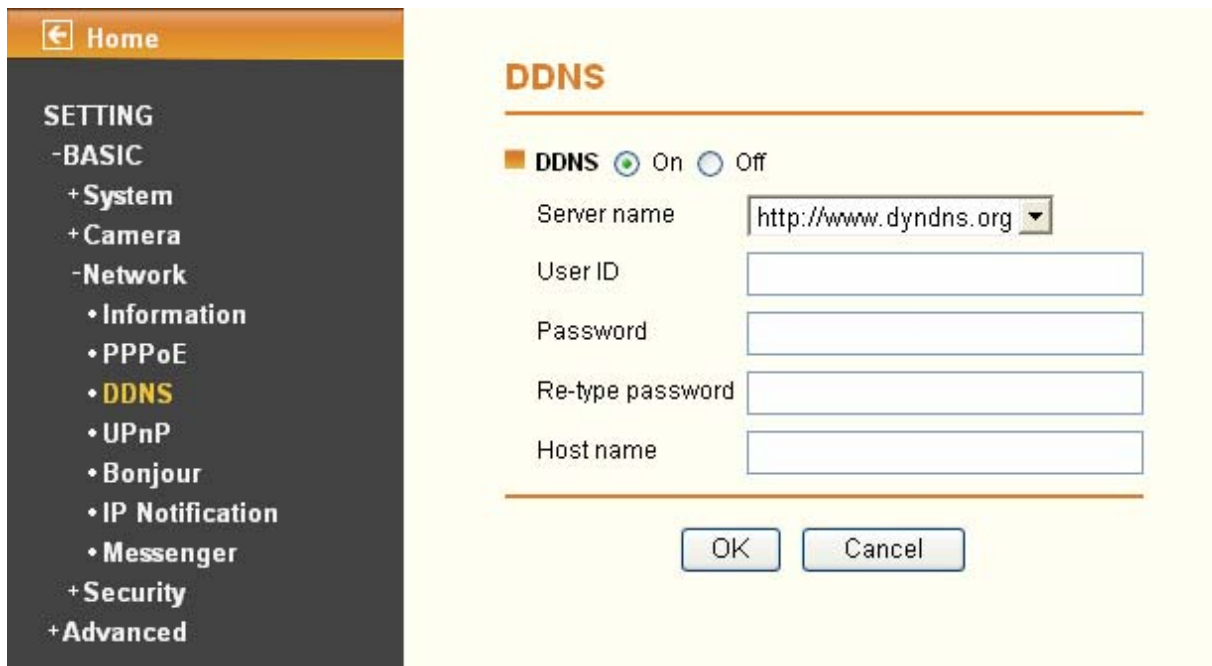 Home
SETTING
-BASIC
+System
+Camera
-Network
•Information
•PPPoE
•DDNS
•UPnP
•Bonjour
•IP Notification
•Messenger
+Security
+Advanced
DDNS
DDNS On Off
Server name http://www.dyndns.org
User ID
Password
Re-type password
Host name
OK Cancel